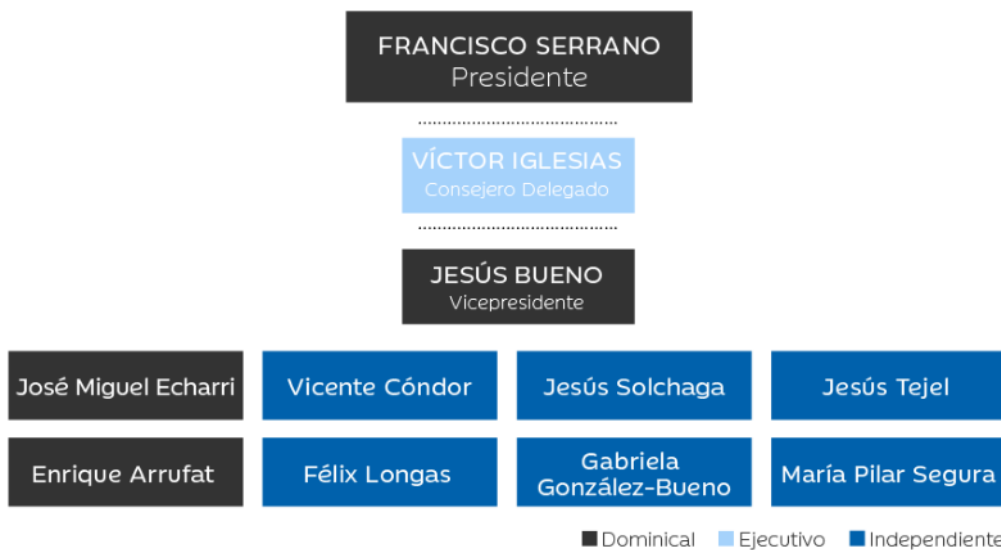 FRANCISCO SERRANO
Presidente
VÍCTOR IGLESIAS
Consejero Delegado
JESÚS BUENO
Vicepresidente
José Miguel Echarri
Vicente Cóndor
Jesús Solchaga
Jesús Tejel
Enrique Arrufat
Félix Longas
Gabriela
González-Bueno
María Pilar Segura
Dominical
Ejecutivo
Independiente